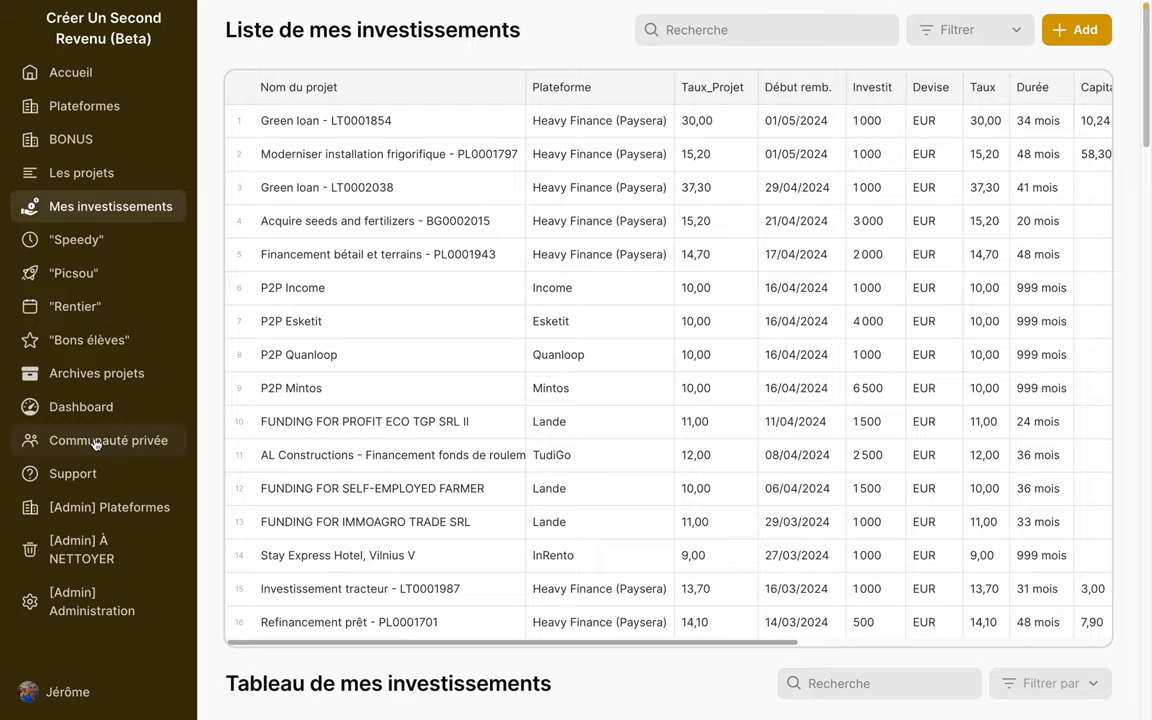 Créer Un Second
Revenu (Beta)
Accueil
Plateformes
BONUS
Les projets
Mes investissements
"Speedy"
"Picsou"
"Rentier"
"Bons élèves"
Archives projets
Dashboard
Communauté privée
Support
[Admin] Plateformes
[Admin] À
NETTOYER
[Admin]
Administration
Jérôme
Liste de mes investissements
Recherche
Filtrer
Add
Nom du projet Plateforme Taux_Projet Début remb. Investit Devise Taux Durée Capita
1 Green loan - LT0001854 Heavy Finance (Paysera) 30,00 01/05/2024 1 000 EUR 30,00 34 mois 10,24
2 Moderniser installation frigorifique - PL0001797 Heavy Finance (Paysera) 15,20 01/05/2024 1 000 EUR 15,20 48 mois 58,30
3 Green loan - LT0002038 Heavy Finance (Paysera) 37,30 29/04/2024 1 000 EUR 37,30 41 mois
4 Acquire seeds and fertilizers - BG0002015 Heavy Finance (Paysera) 15,20 21/04/2024 3 000 EUR 15,20 20 mois
5 Financement bétail et terrains - PL0001943 Heavy Finance (Paysera) 14,70 17/04/2024 2 000 EUR 14,70 48 mois
6 P2P Income Income 10,00 16/04/2024 1 000 EUR 10,00 999 mois
7 P2P Esketit Esketit 10,00 16/04/2024 4 000 EUR 10,00 999 mois
8 P2P Quanloop Quanloop 10,00 16/04/2024 1 000 EUR 10,00 999 mois
9 P2P Mintos Mintos 10,00 16/04/2024 6 500 EUR 10,00 999 mois
10 FUNDING FOR PROFIT ECO TGP SRL II Lande 11,00 11/04/2024 1 500 EUR 11,00 24 mois
11 AL Constructions - Financement fonds de roulem TudiGo 12,00 08/04/2024 2 500 EUR 12,00 36 mois
12 FUNDING FOR SELF-EMPLOYED FARMER Lande 10,00 06/04/2024 1 500 EUR 10,00 36 mois
13 FUNDING FOR IMMOAGRO TRADE SRL Lande 11,00 29/03/2024 1 000 EUR 11,00 33 mois
14 Stay Express Hotel, Vilnius V InRento 9,00 27/03/2024 1 000 EUR 9,00 999 mois
15 Investissement tracteur - LT0001987 Heavy Finance (Paysera) 13,70 16/03/2024 1 000 EUR 13,70 31 mois 3,00
16 Refinancement prêt - PL0001701 Heavy Finance (Paysera) 14,10 14/03/2024 500 EUR 14,10 48 mois 7,90
Tableau de mes investissements
Recherche
Filtrer par